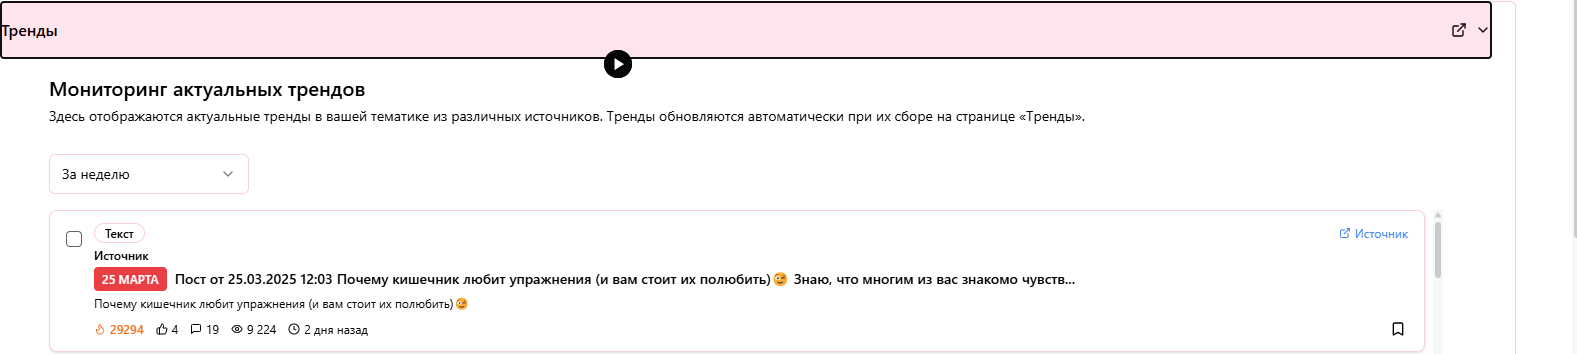 Тренды
Мониторинг актуальных трендов
Здесь отображаются актуальные тренды в вашей тематике из различных источников. Тренды обновляются автоматически при их сборе на странице «Тренды».
За неделю
Текст
Источник
Источник
25 МАРТА Пост от 25.03.2025 12:03 Почему кишечник любит упражнения (и вам стоит их полюбить)😉 Знаю, что многим из вас знакомо чувств...
Почему кишечник любит упражнения (и вам стоит их полюбить)😉
29294 4 19 9 224 2 дня назад